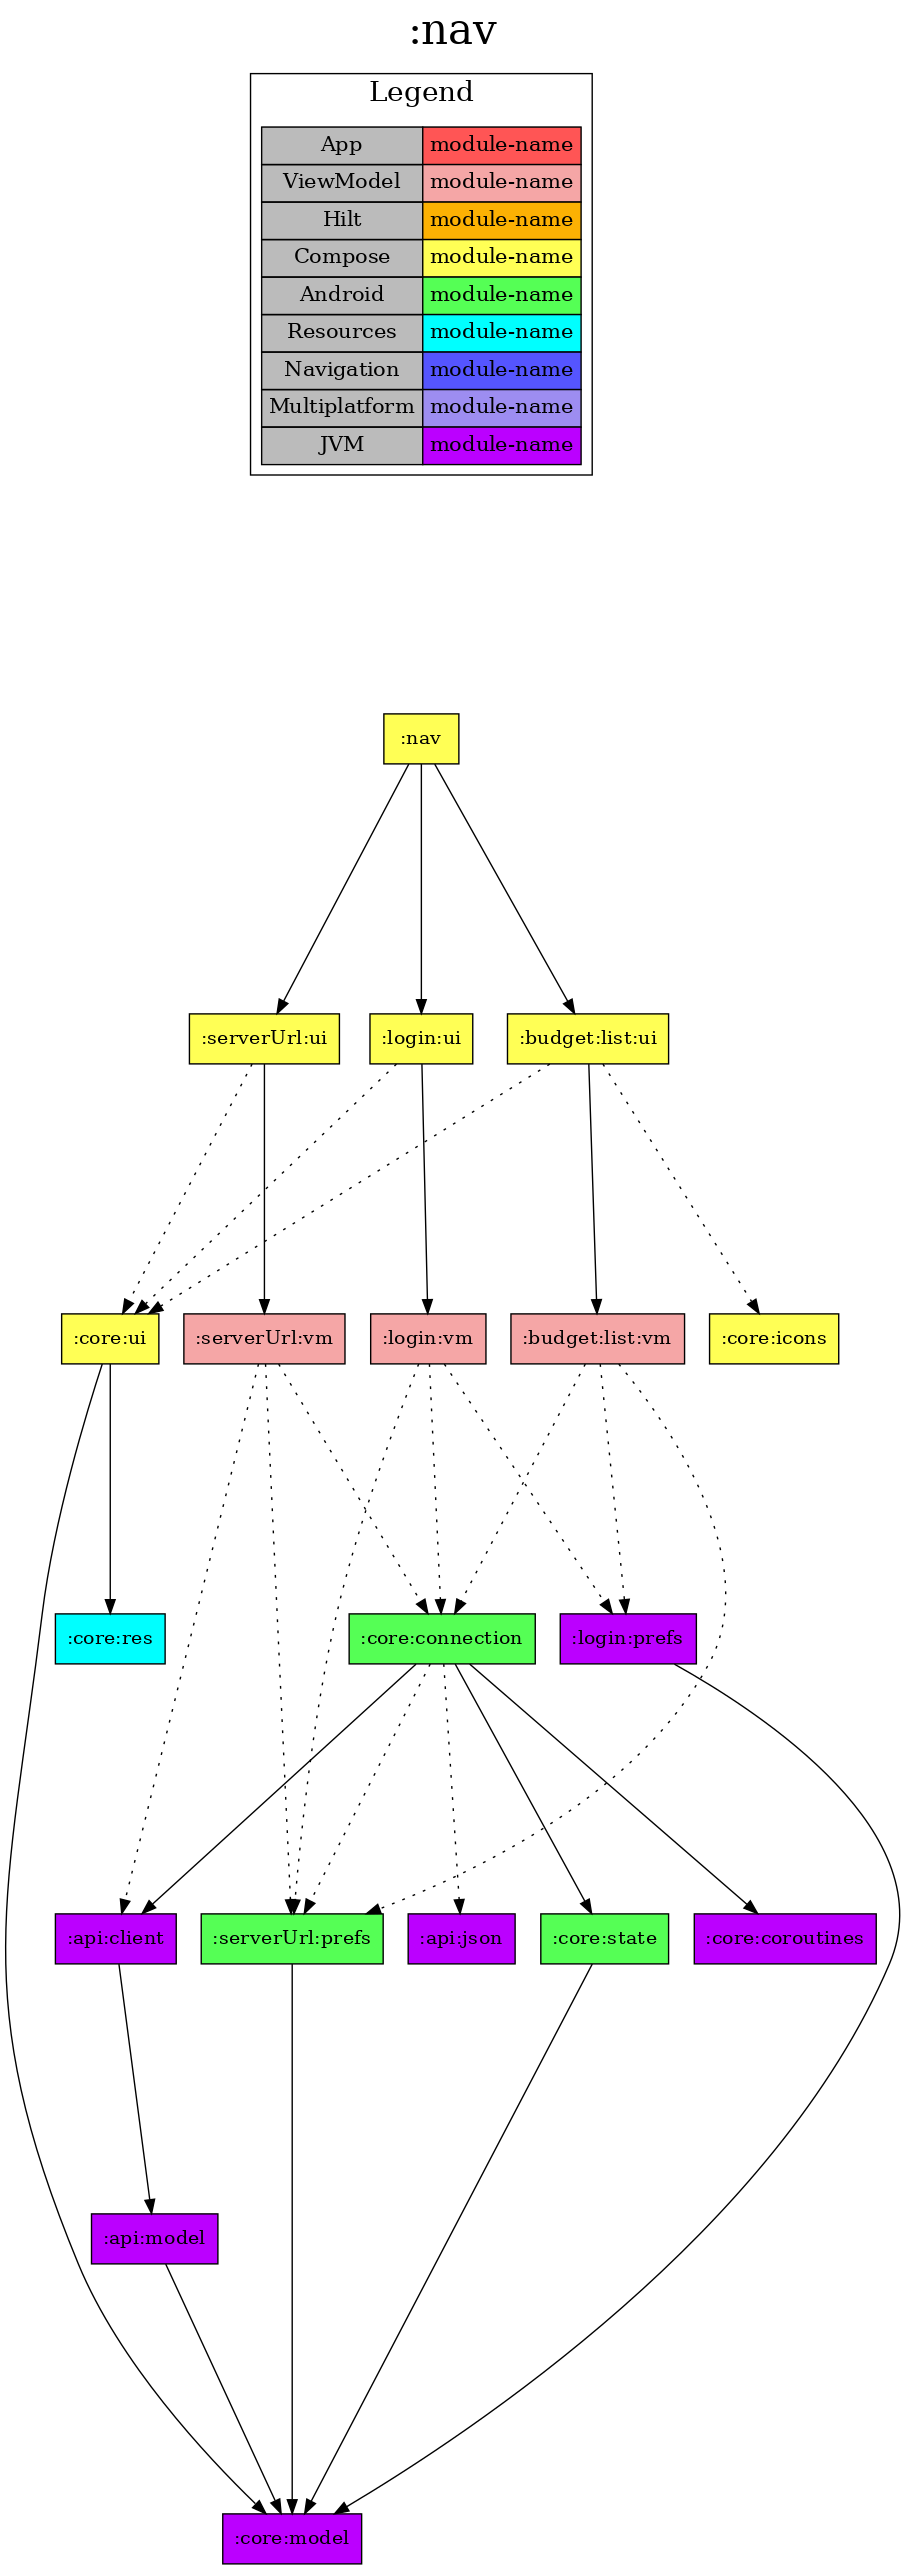 :nav
Legend
App module-name
ViewModel module-name
Hilt module-name
Compose module-name
Android module-name
Resources module-name
Navigation module-name
Multiplatform module-name
JVM module-name
:nav
:serverUrl:ui :login:ui :budget:list:ui
:core:ui :serverUrl:vm :login:vm :budget:list:vm :core:icons
:core:res :core:connection :login:prefs
:api:client :serverUrl:prefs :api:json :core:state :core:coroutines
:api:model
:core:model